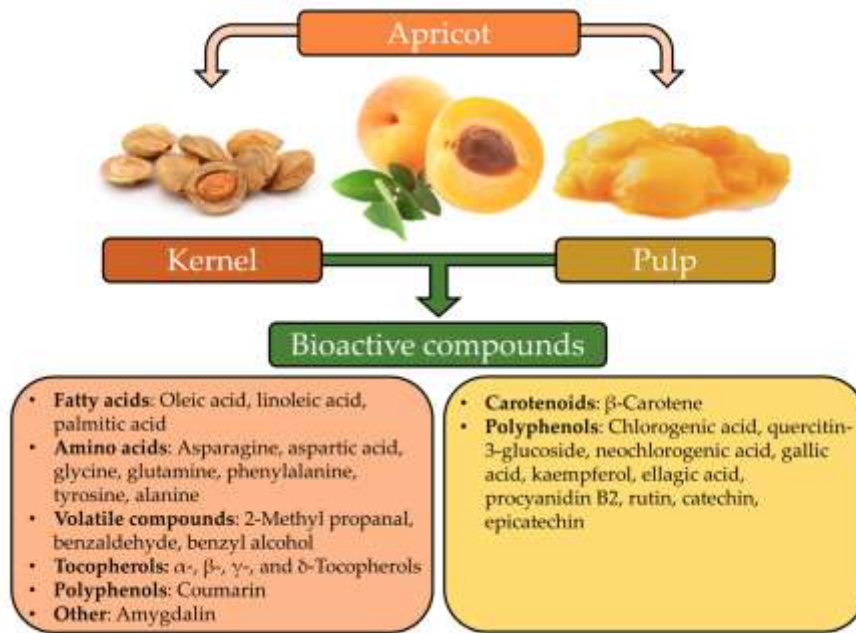 Apricot
Kernel
Pulp
Bioactive compounds
• Fatty acids: Oleic acid, linoleic acid,
palmitic acid
• Amino acids: Asparagine, aspartic acid,
glycine, glutamine, phenylalanine,
tyrosine, alanine
• Volatile compounds: 2-Methyl propanal,
benzaldehyde, benzyl alcohol
• Tocopherols: α-, β-, γ-, and δ-Tocopherols
• Polyphenols: Coumarin
• Other: Amygdalin
• Carotenoids: β-Carotene
• Polyphenols: Chlorogenic acid, quercitin-
3-glucoside, neochlorogenic acid, gallic
acid, kaempferol, ellagic acid,
procyanidin B2, rutin, catechin,
epicatechin